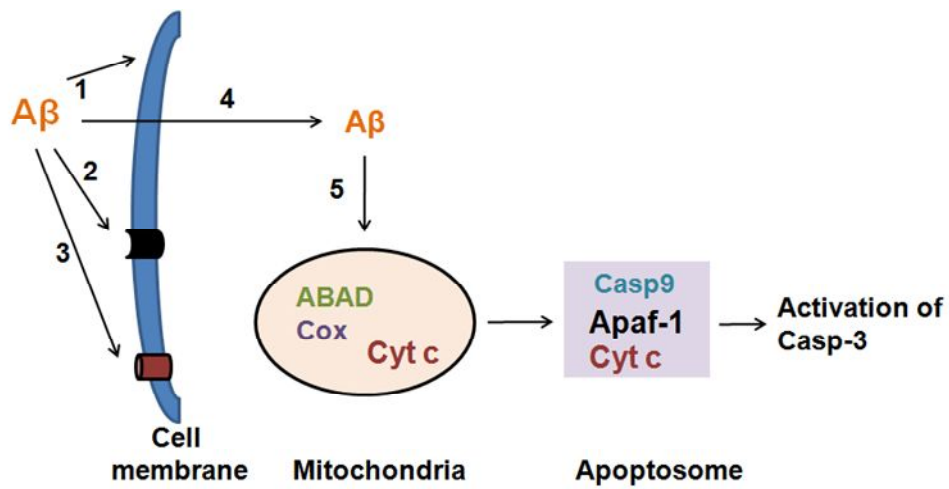 1
Aβ
4
Aβ
2
5
3
ABAD
Cox
Cyt c
Casp9
Apaf-1
Cyt c
Activation of
Casp-3
Cell
membrane
Mitochondria
Apoptosome